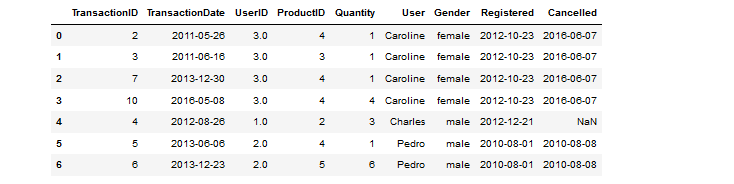 TransactionID TransactionDate UserID ProductID Quantity User Gender Registered Cancelled
0 2 2011-05-26 3.0 4 1 Caroline female 2012-10-23 2016-06-07
1 3 2011-06-16 3.0 3 1 Caroline female 2012-10-23 2016-06-07
2 7 2013-12-30 3.0 4 1 Caroline female 2012-10-23 2016-06-07
3 10 2016-05-08 3.0 4 4 Caroline female 2012-10-23 2016-06-07
4 4 2012-08-26 1.0 2 3 Charles male 2012-12-21 NaN
5 5 2013-06-06 2.0 4 1 Pedro male 2010-08-01 2010-08-08
6 6 2013-12-23 2.0 5 6 Pedro male 2010-08-01 2010-08-08